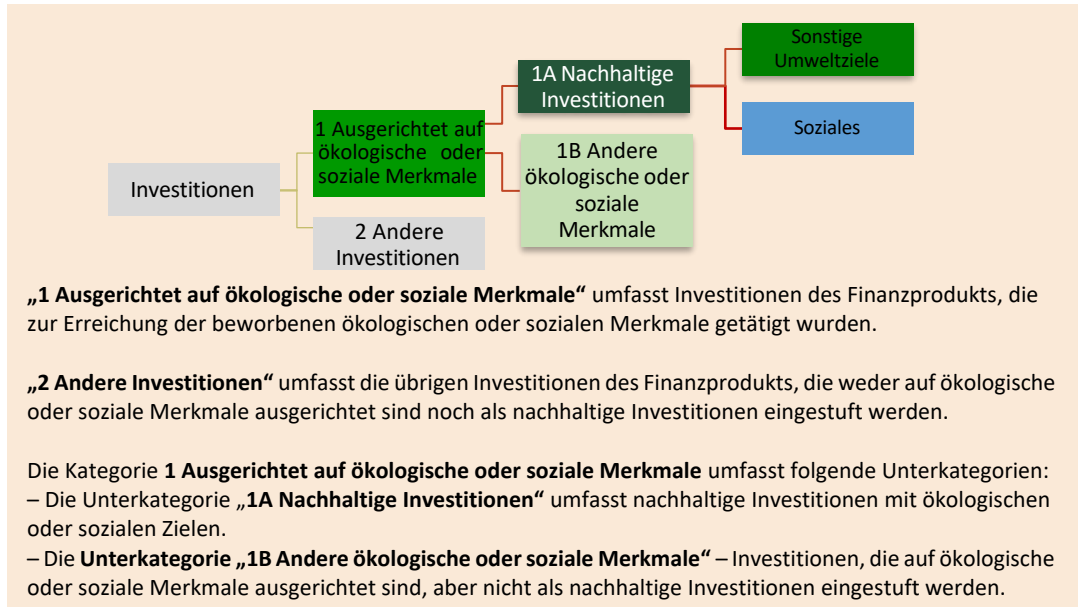 Sonstige
Umweltziele
1A Nachhaltige
Investitionen
Soziales
1 Ausgerichtet auf
ökologische oder
soziale Merkmale
1B Andere
ökologische oder
soziale
Merkmale
Investitionen
2 Andere
Investitionen
„1 Ausgerichtet auf ökologische oder soziale Merkmale“ umfasst Investitionen des Finanzprodukts, die
zur Erreichung der beworbenen ökologischen oder sozialen Merkmale getätigt wurden.
„2 Andere Investitionen“ umfasst die übrigen Investitionen des Finanzprodukts, die weder auf ökologische
oder soziale Merkmale ausgerichtet sind noch als nachhaltige Investitionen eingestuft werden.
Die Kategorie 1 Ausgerichtet auf ökologische oder soziale Merkmale umfasst folgende Unterkategorien:
– Die Unterkategorie „1A Nachhaltige Investitionen“ umfasst nachhaltige Investitionen mit ökologischen
oder sozialen Zielen.
– Die Unterkategorie „1B Andere ökologische oder soziale Merkmale“ – Investitionen, die auf ökologische
oder soziale Merkmale ausgerichtet sind, aber nicht als nachhaltige Investitionen eingestuft werden.